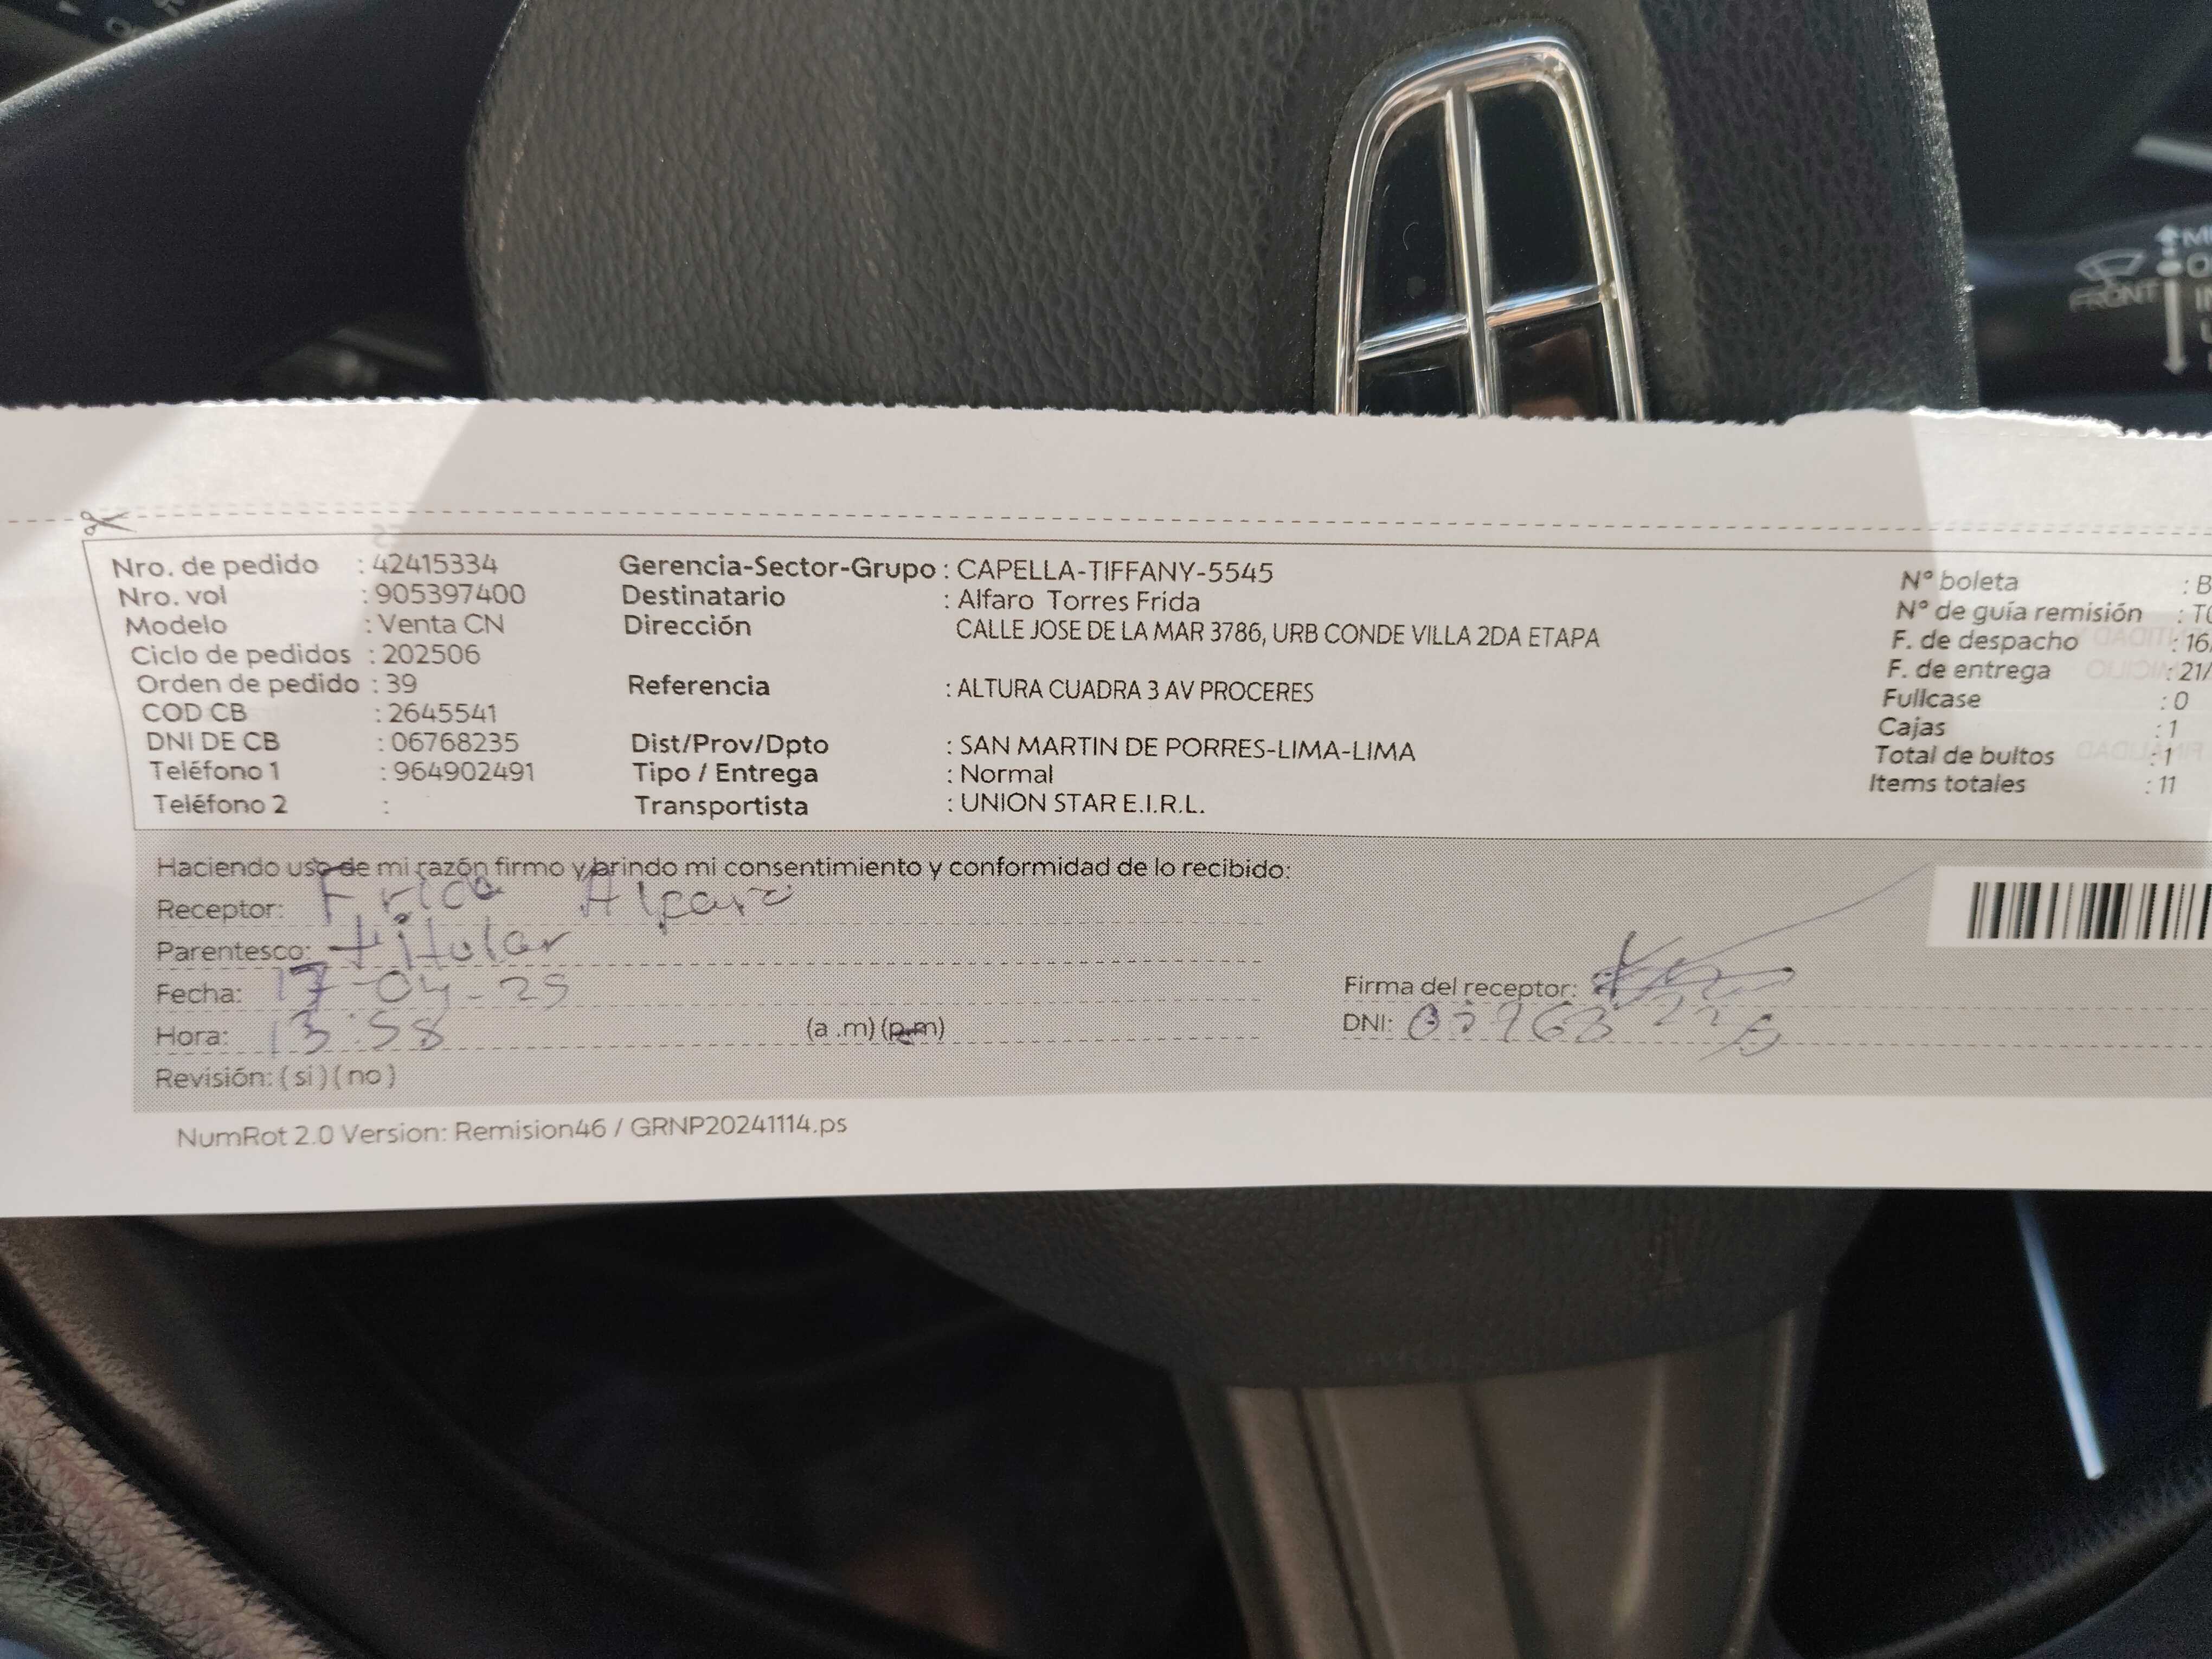 Nro. de pedido : 42415334
Nro. vol : 905397400
Modelo : Venta CN
Ciclo de pedidos : 202506
Orden de pedido : 39
COD CB : 2645541
DNI DE CB : 06768235
Teléfono 1 : 964902491
Teléfono 2 :
Gerencia-Sector-Grupo : CAPELLA-TIFFANY-5545
Destinatario : Alfaro Torres Frida
Dirección CALLE JOSE DE LA MAR 3786, URB CONDE VILLA 2DA ETAPA
Referencia : ALTURA CUADRA 3 AV PROCERES
Dist/Prov/Dpto : SAN MARTIN DE PORRES-LIMA-LIMA
Tipo / Entrega : Normal
Transportista : UNION STAR E.I.R.L.
N° boleta : B
N° de guía remisión : T0
F. de despacho : 16/
F. de entrega : 21/
Fullcase : 0
Cajas : 1
Total de bultos : 1
Items totales : 11
Haciendo uso de mi razón firmo y brindo mi consentimiento y conformidad de lo recibido:
Receptor: Frida Alfaro
Parentesco: titular
Fecha: 17-04-25
Hora: 13:58 (a .m) (p.m)
Revisión: (si) (no)
Firma del receptor:
DNI:
NumRot 2.0 Version: Remision46 / GRNP20241114.ps
FRONT